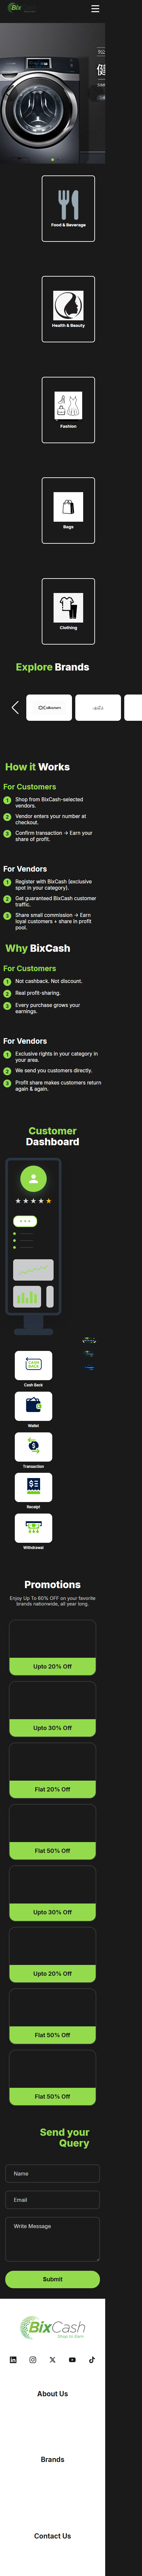 BixCash
Food & Beverage
Health & Beauty
Fashion
Bags
Clothing
Explore Brands
How it Works
For Customers
1 Shop from BixCash-selected
vendors.
2 Vendor enters your number at
checkout.
3 Confirm transaction → Earn your
share of profit.
For Vendors
1 Register with BixCash (exclusive
spot in your category).
2 Get guaranteed BixCash customer
traffic.
3 Share small commission → Earn
loyal customers + share in profit
pool.
Why BixCash
For Customers
1 Not cashback. Not discount.
2 Real profit-sharing.
3 Every purchase grows your
earnings.
For Vendors
1 Exclusive rights in your category in
your area.
2 We send you customers directly.
3 Profit share makes customers return
again & again.
Customer
Dashboard
CASH
BACK
Cash Back
Wallet
Transaction
Receipt
Withdrawal
Promotions
Enjoy Up To 60% OFF on your favorite
brands nationwide, all year long.
Upto 20% Off
Upto 30% Off
Flat 20% Off
Flat 50% Off
Upto 30% Off
Upto 20% Off
Flat 50% Off
Flat 50% Off
Send your
Query
Name
Email
Write Message
Submit
BixCash
Shop to Earn
About Us
Brands
Contact Us